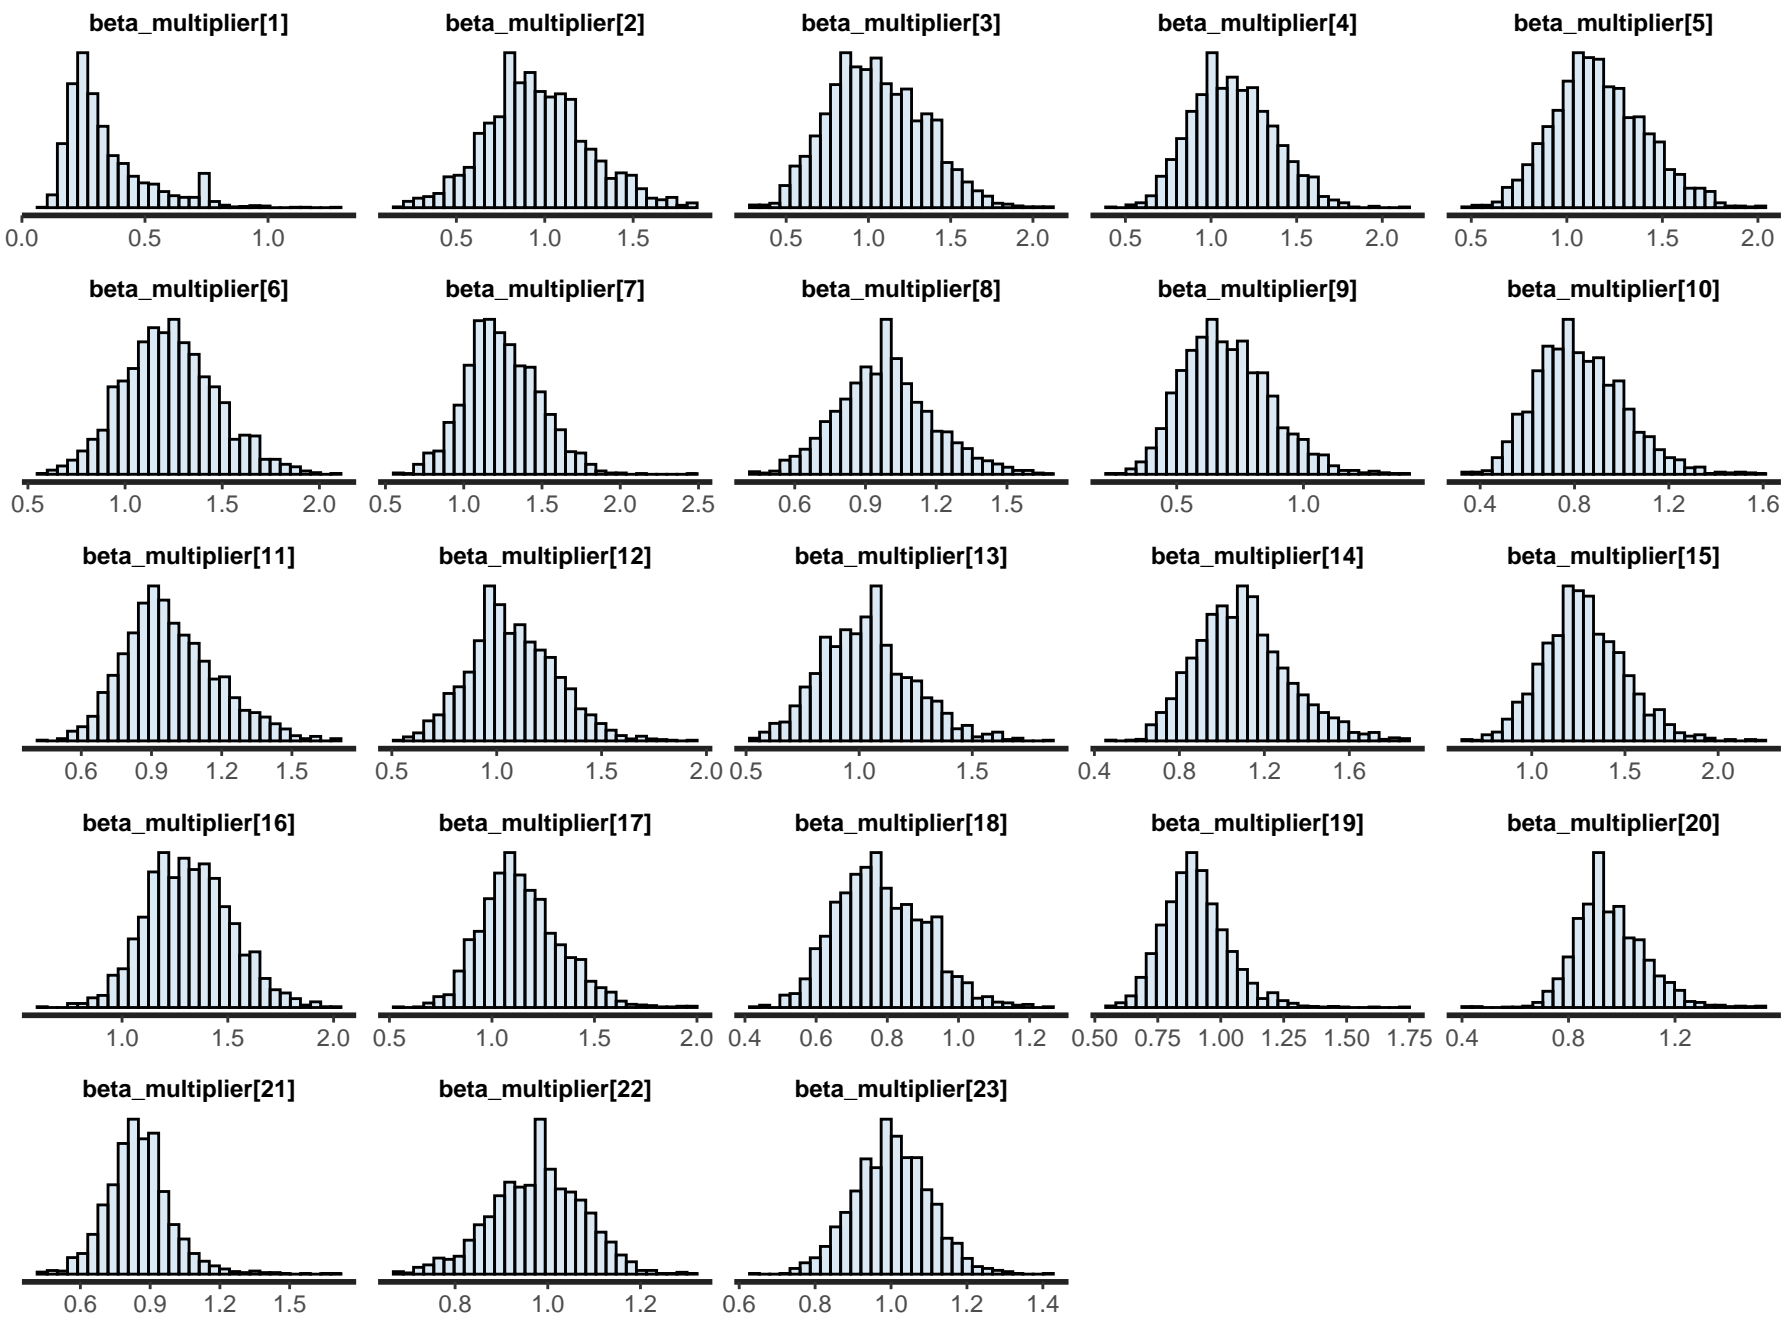 beta_multiplier[1] beta_multiplier[2] beta_multiplier[3] beta_multiplier[4] beta_multiplier[5]
0.0 0.5 1.0 0.5 1.0 1.5 0.5 1.0 1.5 2.0 0.5 1.0 1.5 2.0 0.5 1.0 1.5 2.0
beta_multiplier[6] beta_multiplier[7] beta_multiplier[8] beta_multiplier[9] beta_multiplier[10]
0.5 1.0 1.5 2.0 0.5 1.0 1.5 2.0 2.5 0.6 0.9 1.2 1.5 0.5 1.0 0.4 0.8 1.2 1.6
beta_multiplier[11] beta_multiplier[12] beta_multiplier[13] beta_multiplier[14] beta_multiplier[15]
0.6 0.9 1.2 1.5 0.5 1.0 1.5 2.0 0.5 1.0 1.5 0.4 0.8 1.2 1.6 1.0 1.5 2.0
beta_multiplier[16] beta_multiplier[17] beta_multiplier[18] beta_multiplier[19] beta_multiplier[20]
1.0 1.5 2.0 0.5 1.0 1.5 2.0 0.4 0.6 0.8 1.0 1.2 0.50 0.75 1.00 1.25 1.50 1.75 0.4 0.8 1.2
beta_multiplier[21] beta_multiplier[22] beta_multiplier[23]
0.6 0.9 1.2 1.5 0.8 1.0 1.2 0.6 0.8 1.0 1.2 1.4